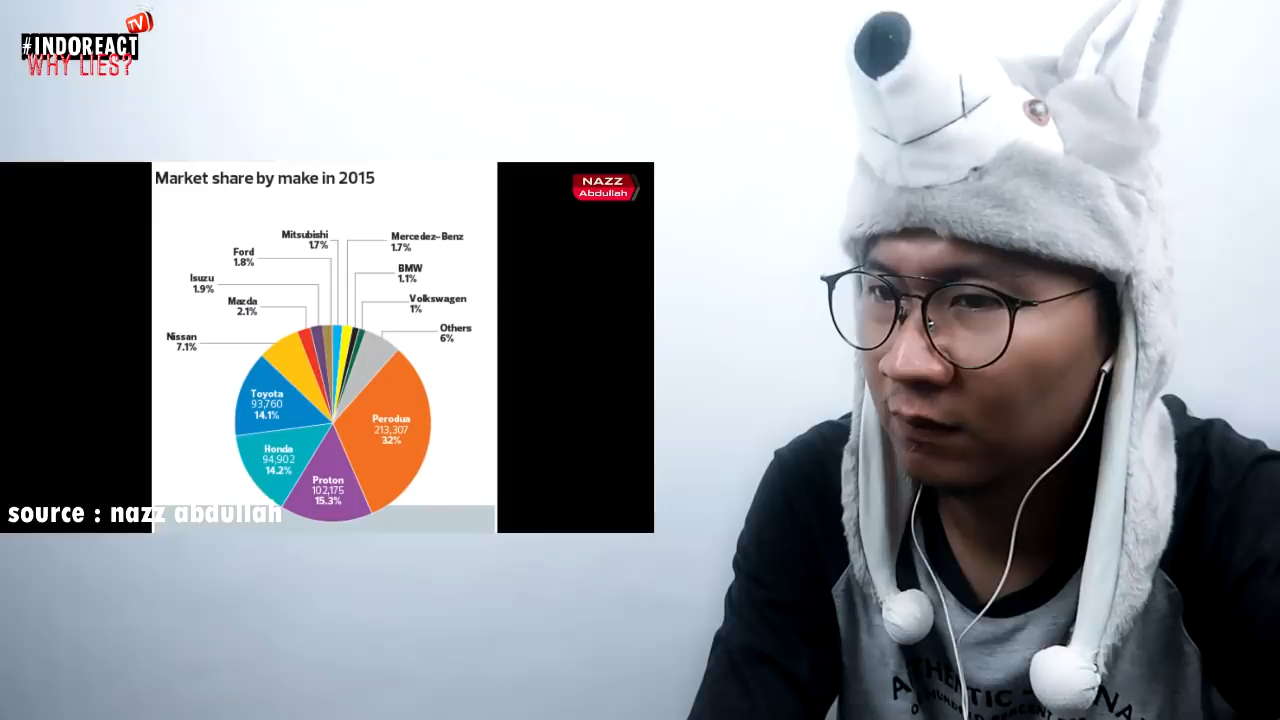 TV
#INDOREACT
WHY LIES?
Market share by make in 2015
NAZZ
Abdullah
Mitsubishi
1.7%
Mercedez-Benz
1.7%
Ford
1.8%
BMW
1.1%
Isuzu
1.9%
Volkswagen
1%
Mazda
2.1%
Others
6%
Nissan
7.1%
Toyota
93,760
14.1%
Perodua
213,307
32%
Honda
94,902
14.2%
Proton
102,175
15.3%
source : nazz abdullah